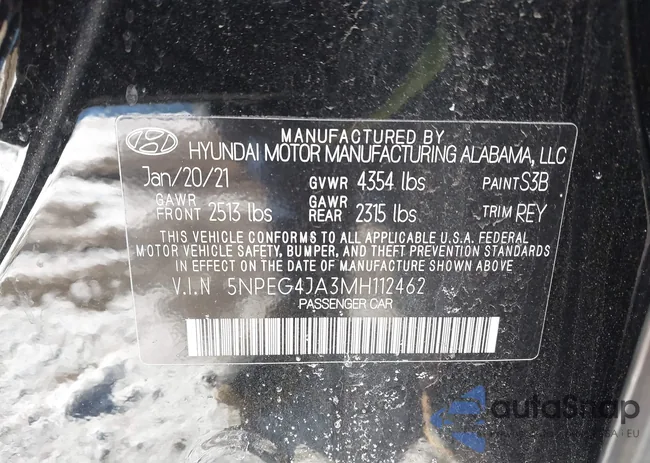 MANUFACTURED BY
HYUNDAI MOTOR MANUFACTURING ALABAMA, LLC
Jan/20/21 GVWR 4354 lbs PAINT S3B
GAWR FRONT 2513 lbs GAWR REAR 2315 lbs TRIM REY
THIS VEHICLE CONFORMS TO ALL APPLICABLE U.S.A. FEDERAL
MOTOR VEHICLE SAFETY, BUMPER, AND THEFT PREVENTION STANDARDS
IN EFFECT ON THE DATE OF MANUFACTURE SHOWN ABOVE
V.I.N 5NPEG4JA3MH112462
PASSENGER CAR
autoSnap